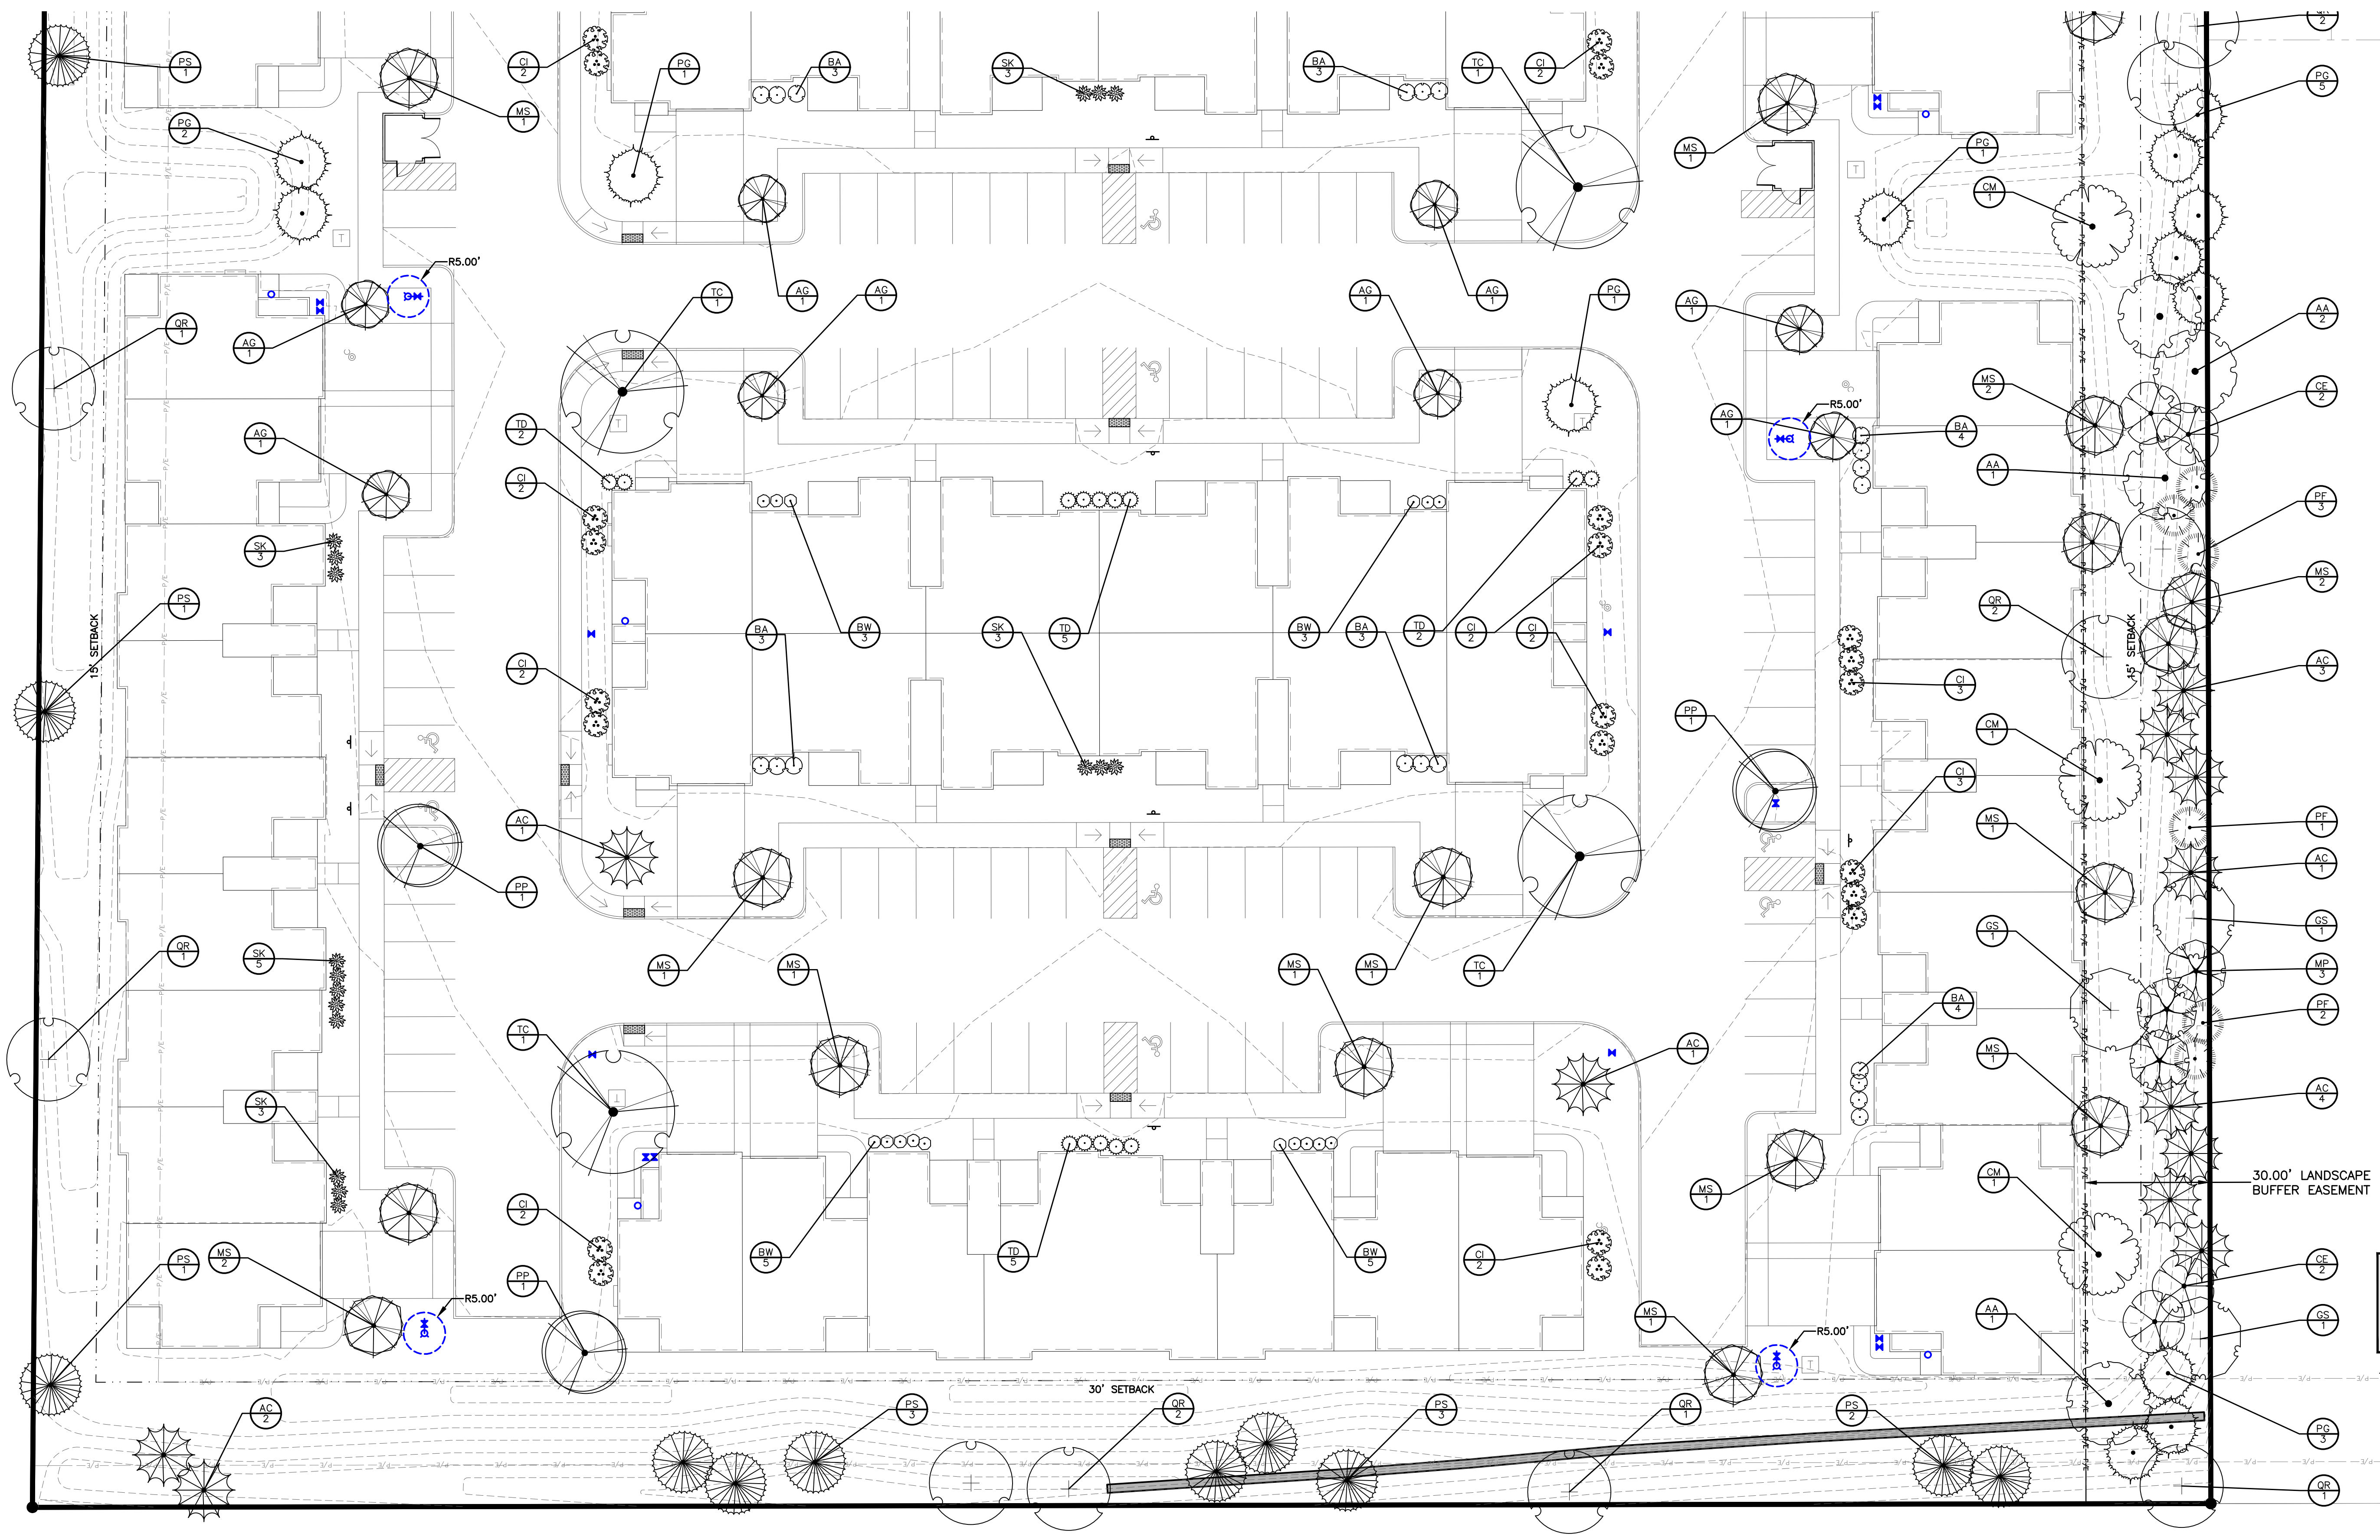 QR
2
PS
1
CI
2
PG
1
BA
3
SK
3
BA
3
TC
1
CI
2
PG
5
MS
1
PG
2
MS
1
PG
1
T
CM
1
T
R5.00'
QR
1
AG
1
TC
1
AG
1
AG
1
AG
1
AG
1
PG
1
AG
1
AA
2
MS
2
CE
2
R5.00'
AG
1
BA
4
AG
1
TD
2
T
T
CI
2
AA
1
PF
3
SK
3
MS
2
PS
1
15' SETBACK
QR
2
15' SETBACK
BA
3
BW
3
SK
3
TD
5
BW
3
BA
3
TD
2
CI
2
CI
2
CI
2
AC
3
CI
3
PP
1
CM
1
CI
3
AC
1
MS
1
PF
1
PP
1
AC
1
QR
1
SK
5
MS
1
MS
1
MS
1
MS
1
TC
1
GS
1
GS
1
MP
3
BA
4
PF
2
TC
1
AC
1
MS
1
T
SK
3
AC
4
30.00' LANDSCAPE
BUFFER EASEMENT
CM
1
MS
1
CI
2
PS
1
MS
2
BW
5
TD
5
BW
5
CI
2
CE
2
PP
1
R5.00'
MS
1
AA
1
GS
1
R5.00'
T
30' SETBACK
AC
2
PS
3
QR
2
PS
3
QR
1
PS
2
PG
3
QR
1
P/E